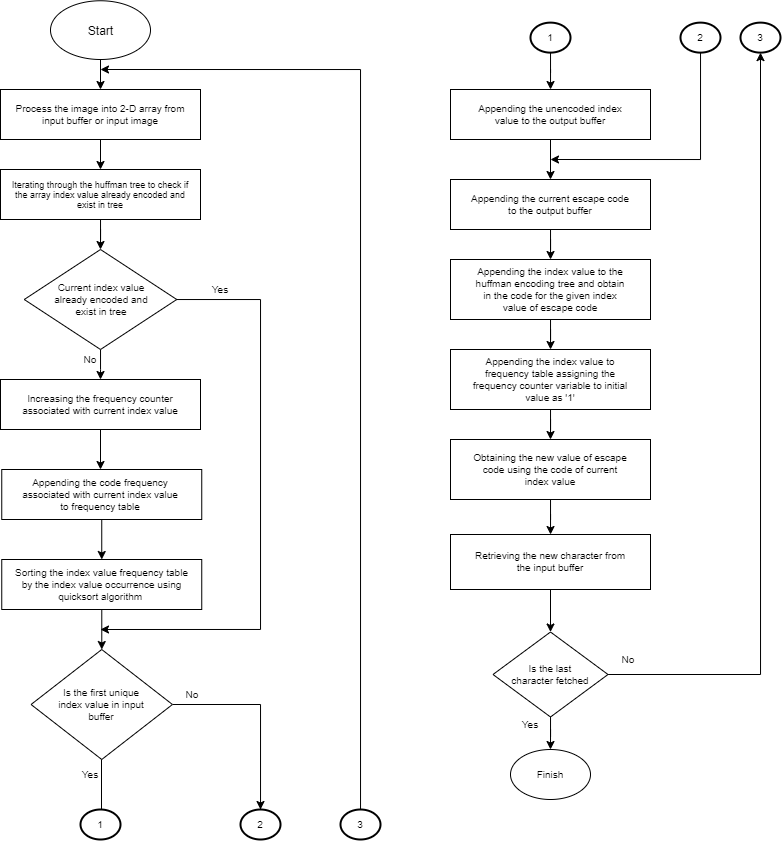 Start
Process the image into 2-D array from
input buffer or input image
Iterating through the huffman tree to check if
the array index value already encoded and
exist in tree
Current index value
already encoded and
exist in tree
Yes
No
Increasing the frequency counter
associated with current index value
Appending the code frequency
associated with current index value
to frequency table
Sorting the index value frequency table
by the index value occurrence using
quicksort algorithm
Is the first unique
index value in input
buffer
No
Yes
1
2
3
1
2
3
Appending the unencoded index
value to the output buffer
Appending the current escape code
to the output buffer
Appending the index value to the
huffman encoding tree and obtain
in the code for the given index
value of escape code
Appending the index value to
frequency table assigning the
frequency counter variable to initial
value as '1'
Obtaining the new value of escape
code using the code of current
index value
Retrieving the new character from
the input buffer
Is the last
character fetched
No
Yes
Finish